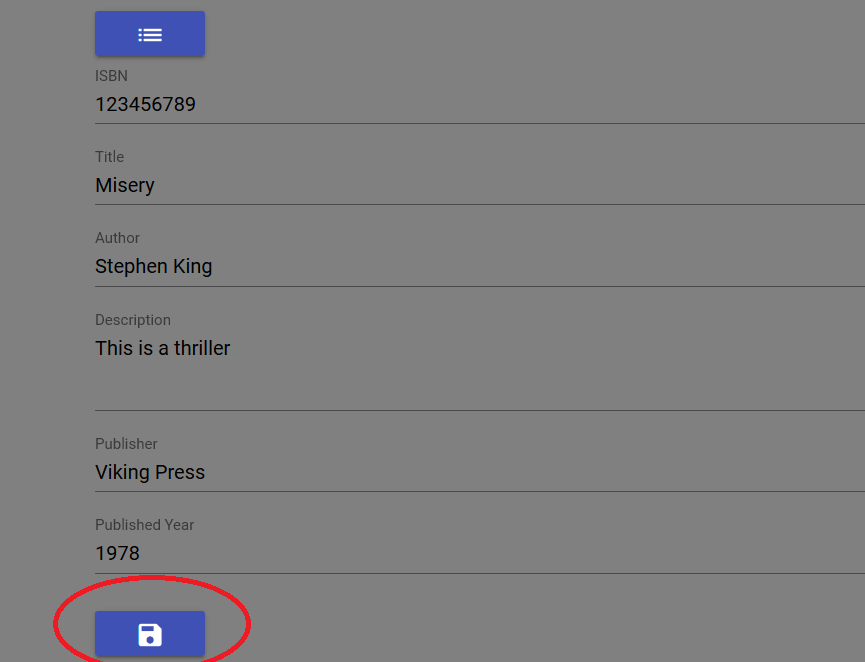 ISBN
123456789
Title
Misery
Author
Stephen King
Description
This is a thriller
Publisher
Viking Press
Published Year
1978